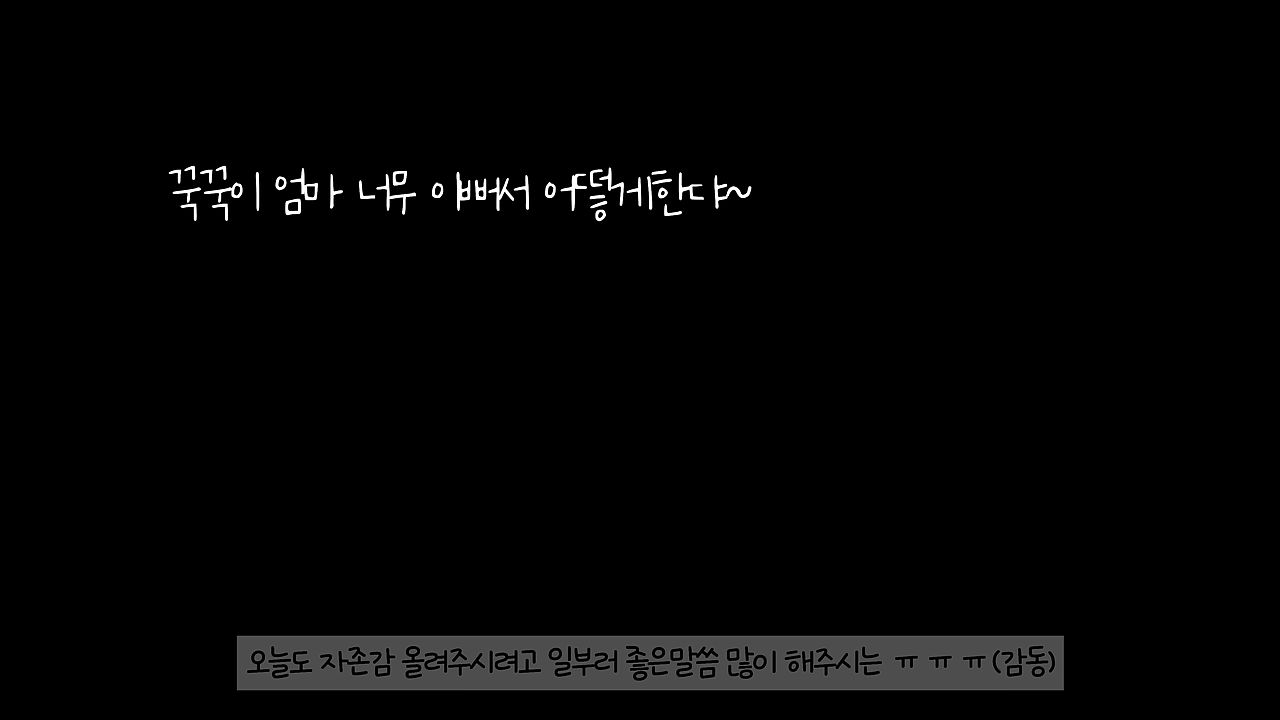 꾹꾹이 엄마 너무 이뻐서 어떻게한댜~
오늘도 자존감 올려주시려고 일부러 좋은말씀 많이 해주시는 ㅠ ㅠ ㅠ (감동)